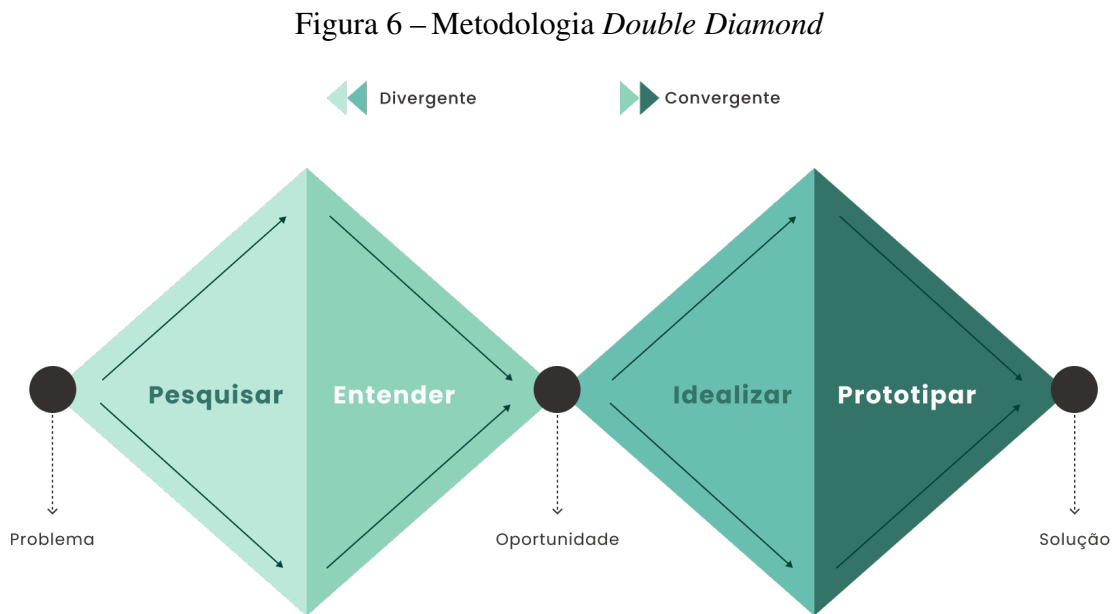 Figura 6 – Metodologia Double Diamond
Divergente
Convergente
Pesquisar
Entender
Idealizar
Prototipar
Problema
Oportunidade
Solução